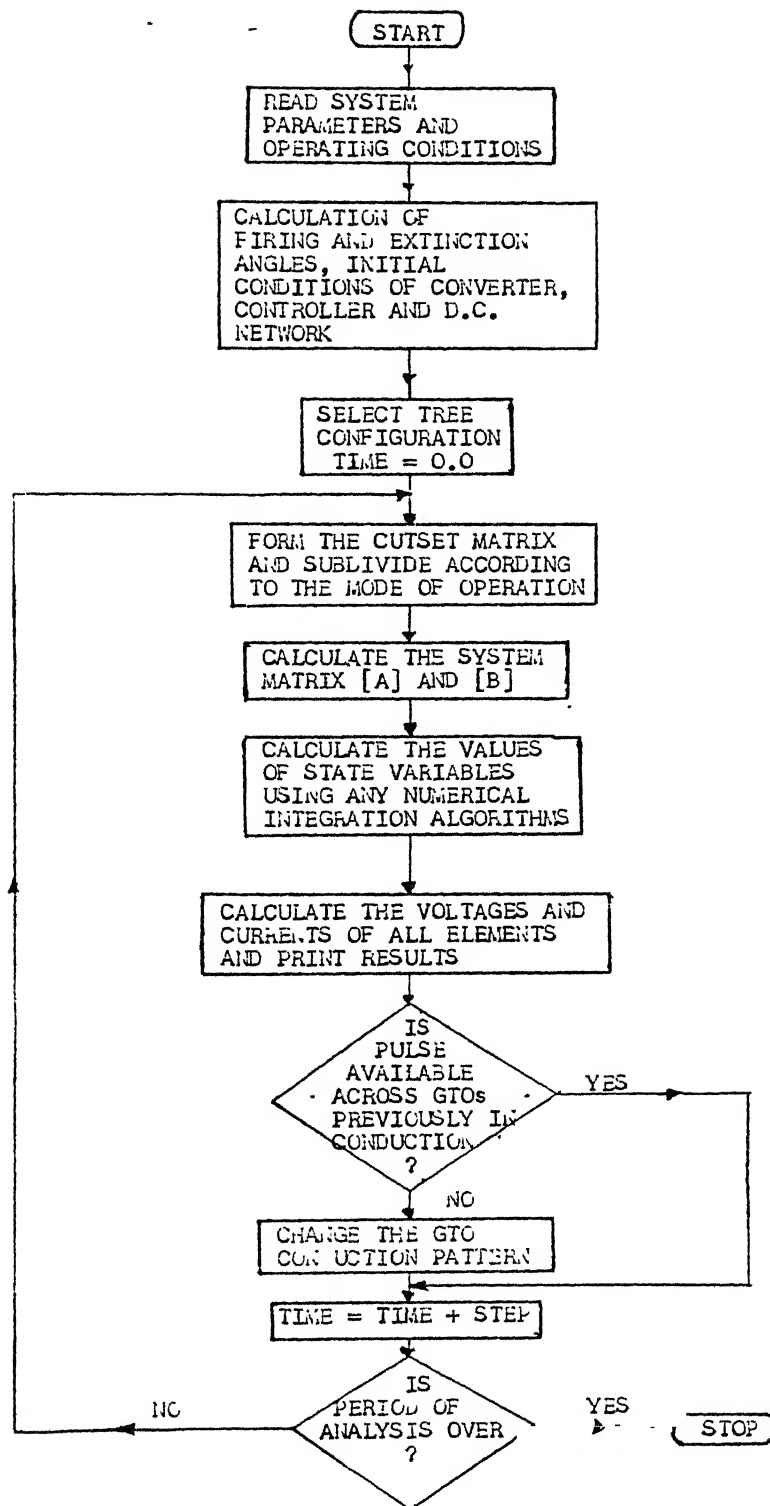 START
READ SYSTEM
PARAMETERS AND
OPERATING CONDITIONS
CALCULATION OF
FIRING AND EXTINCTION
ANGLES, INITIAL
CONDITIONS OF CONVERTER,
CONTROLLER AND D.C.
NETWORK
SELECT TREE
CONFIGURATION
TIME = 0.0
FORM THE CUTSET MATRIX
AND SUBLIVIDE ACCORDING
TO THE MODE OF OPERATION
CALCULATE THE SYSTEM
MATRIX [A] AND [B]
CALCULATE THE VALUES
OF STATE VARIABLES
USING ANY NUMERICAL
INTEGRATION ALGORITHMS
CALCULATE THE VOLTAGES AND
CURRENTS OF ALL ELEMENTS
AND PRINT RESULTS
IS
PULSE
AVAILABLE
ACROSS GTOs
PREVIOUSLY IN
CONDUCTION
?
YES
NO
CHANGE THE GTO
CON UCTION PATTERN
TIME = TIME + STEP
IS
PERIOD OF
ANALYSIS OVER
?
NO
YES
STOP